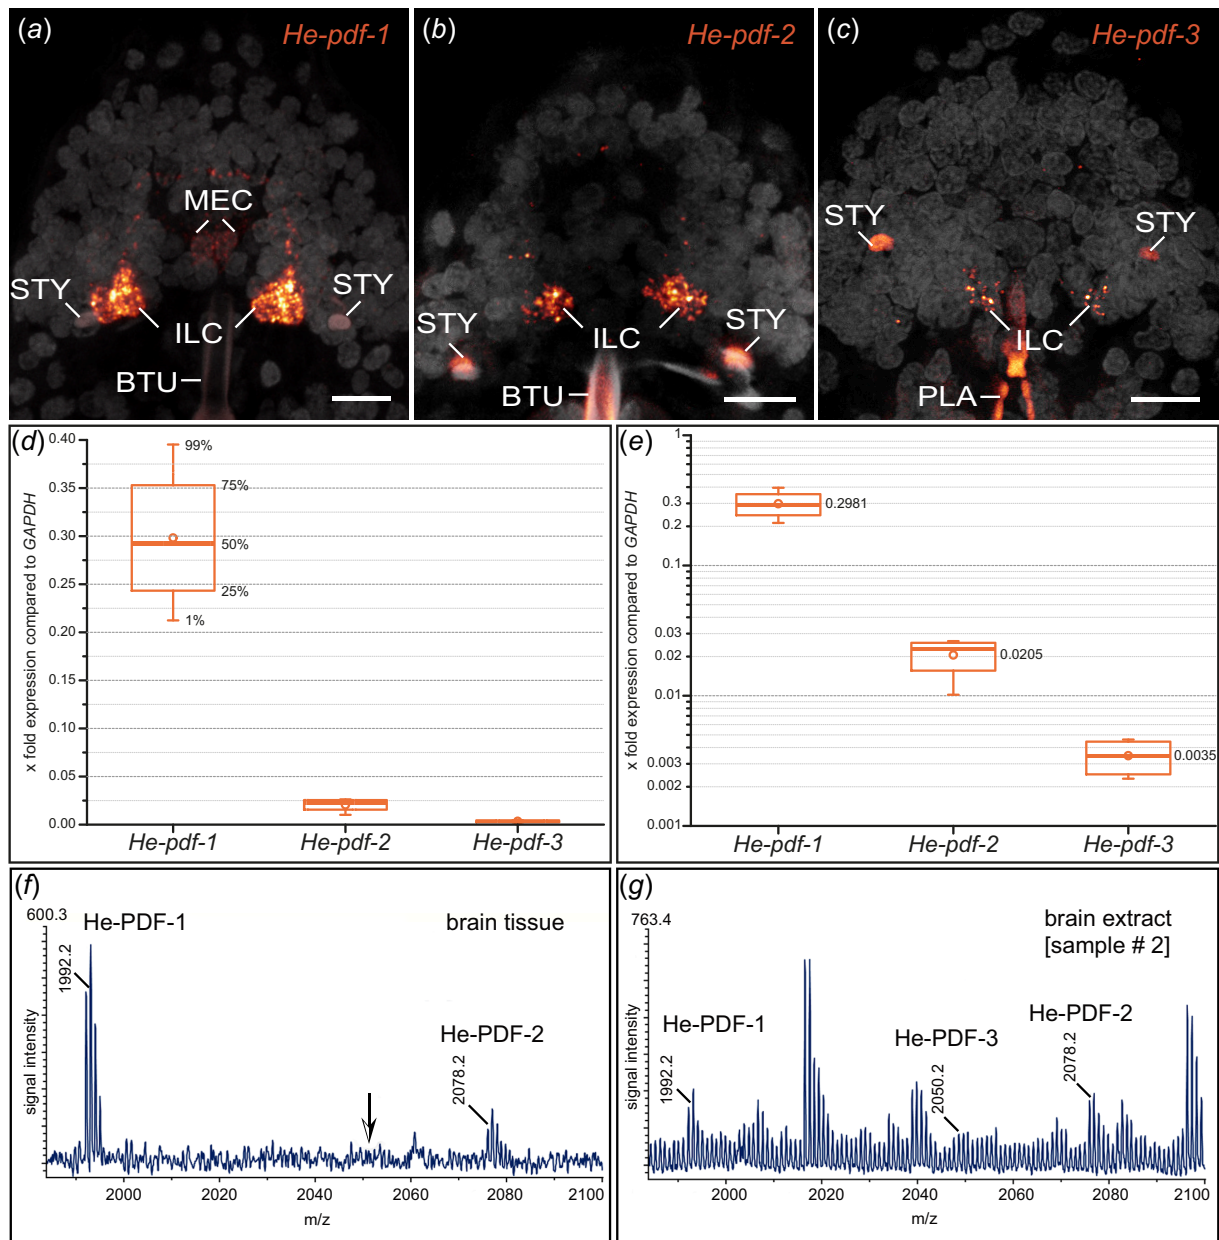 (a) He-pdf-1
MEC
STY STY
ILC
BTU
(b) He-pdf-2
STY ILC STY
BTU
(c) He-pdf-3
STY STY
ILC
PLA
(d)
x fold expression compared to GAPDH
0.40
0.35
0.30
0.25
0.20
0.15
0.10
0.05
0.00
99%
75%
50%
25%
1%
He-pdf-1 He-pdf-2 He-pdf-3
(e)
x fold expression compared to GAPDH
1
0.3
0.2
0.1
0.03
0.02
0.01
0.003
0.002
0.001
0.2981
0.0205
0.0035
He-pdf-1 He-pdf-2 He-pdf-3
(f)
600.3
He-PDF-1 brain tissue
1992.2
He-PDF-2
2078.2
signal intensity
2000 2020 2040 2060 2080 2100
m/z
(g)
763.4
brain extract
[sample # 2]
He-PDF-1 He-PDF-3 He-PDF-2
1992.2 2050.2 2078.2
signal intensity
2000 2020 2040 2060 2080 2100
m/z